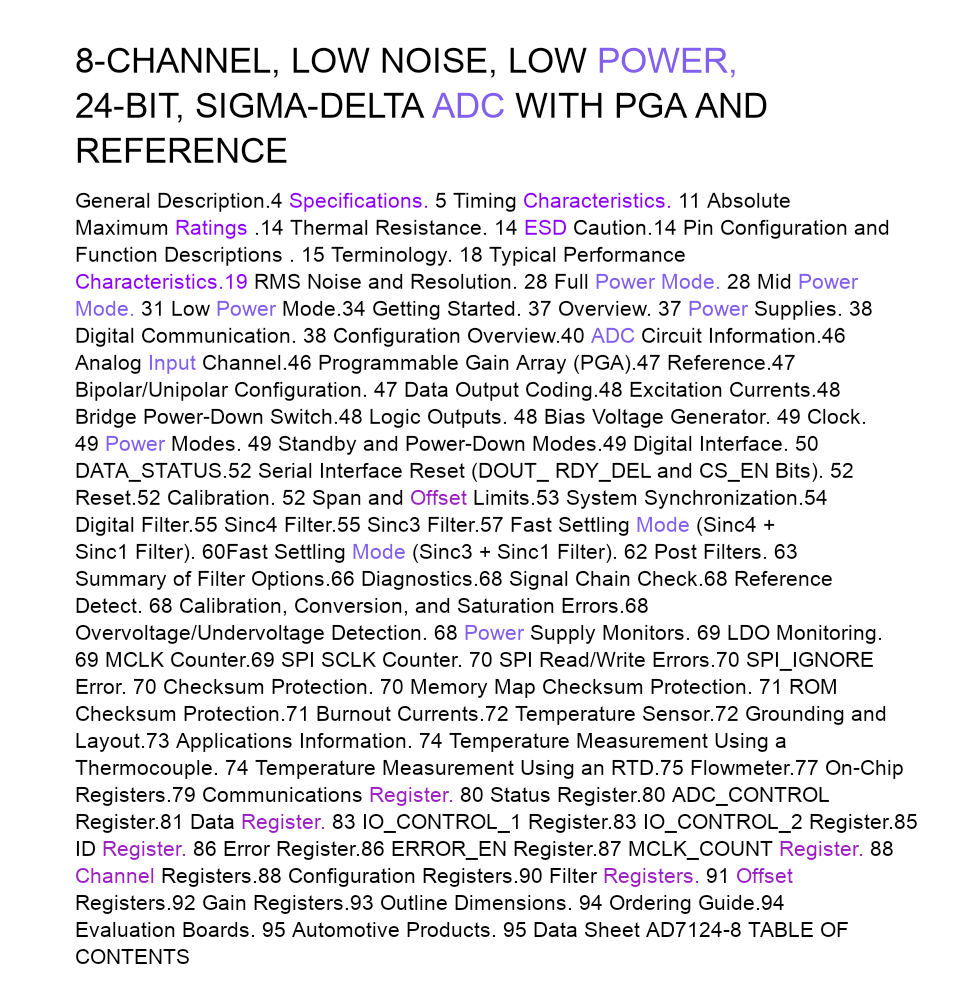 8-CHANNEL, LOW NOISE, LOW POWER,
24-BIT, SIGMA-DELTA ADC WITH PGA AND
REFERENCE
General Description.4 Specifications. 5 Timing Characteristics. 11 Absolute
Maximum Ratings .14 Thermal Resistance. 14 ESD Caution.14 Pin Configuration and
Function Descriptions . 15 Terminology. 18 Typical Performance
Characteristics.19 RMS Noise and Resolution. 28 Full Power Mode. 28 Mid Power
Mode. 31 Low Power Mode.34 Getting Started. 37 Overview. 37 Power Supplies. 38
Digital Communication. 38 Configuration Overview.40 ADC Circuit Information.46
Analog Input Channel.46 Programmable Gain Array (PGA).47 Reference.47
Bipolar/Unipolar Configuration. 47 Data Output Coding.48 Excitation Currents.48
Bridge Power-Down Switch.48 Logic Outputs. 48 Bias Voltage Generator. 49 Clock.
49 Power Modes. 49 Standby and Power-Down Modes.49 Digital Interface. 50
DATA_STATUS.52 Serial Interface Reset (DOUT_ RDY_DEL and CS_EN Bits). 52
Reset.52 Calibration. 52 Span and Offset Limits.53 System Synchronization.54
Digital Filter.55 Sinc4 Filter.55 Sinc3 Filter.57 Fast Settling Mode (Sinc4 +
Sinc1 Filter). 60Fast Settling Mode (Sinc3 + Sinc1 Filter). 62 Post Filters. 63
Summary of Filter Options.66 Diagnostics.68 Signal Chain Check.68 Reference
Detect. 68 Calibration, Conversion, and Saturation Errors.68
Overvoltage/Undervoltage Detection. 68 Power Supply Monitors. 69 LDO Monitoring.
69 MCLK Counter.69 SPI SCLK Counter. 70 SPI Read/Write Errors.70 SPI_IGNORE
Error. 70 Checksum Protection. 70 Memory Map Checksum Protection. 71 ROM
Checksum Protection.71 Burnout Currents.72 Temperature Sensor.72 Grounding and
Layout.73 Applications Information. 74 Temperature Measurement Using a
Thermocouple. 74 Temperature Measurement Using an RTD.75 Flowmeter.77 On-Chip
Registers.79 Communications Register. 80 Status Register.80 ADC_CONTROL
Register.81 Data Register. 83 IO_CONTROL_1 Register.83 IO_CONTROL_2 Register.85
ID Register. 86 Error Register.86 ERROR_EN Register.87 MCLK_COUNT Register. 88
Channel Registers.88 Configuration Registers.90 Filter Registers. 91 Offset
Registers.92 Gain Registers.93 Outline Dimensions. 94 Ordering Guide.94
Evaluation Boards. 95 Automotive Products. 95 Data Sheet AD7124-8 TABLE OF
CONTENTS